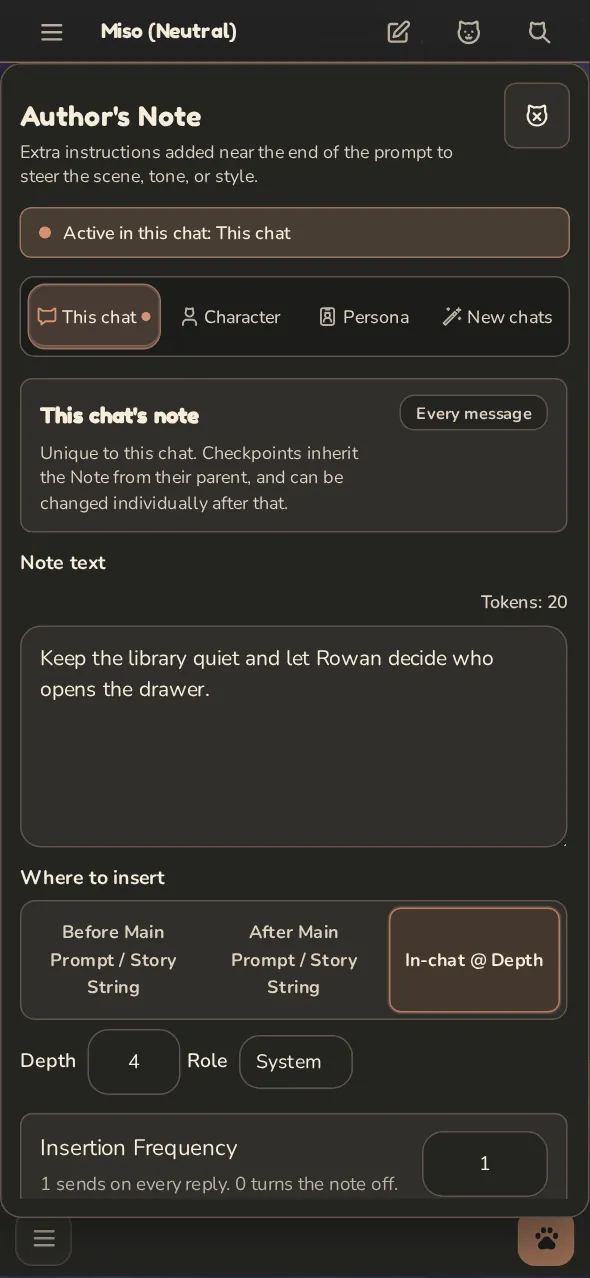 Miso (Neutral)
Author's Note
Extra instructions added near the end of the prompt to
steer the scene, tone, or style.
Active in this chat: This chat
This chat
Character
Persona
New chats
This chat's note
Every message
Unique to this chat. Checkpoints inherit
the Note from their parent, and can be
changed individually after that.
Note text
Tokens: 20
Keep the library quiet and let Rowan decide who
opens the drawer.
Where to insert
Before Main
Prompt / Story
String
After Main
Prompt / Story
String
In-chat @ Depth
Depth
4
Role
System
Insertion Frequency
1
1 sends on every reply. 0 turns the note off.